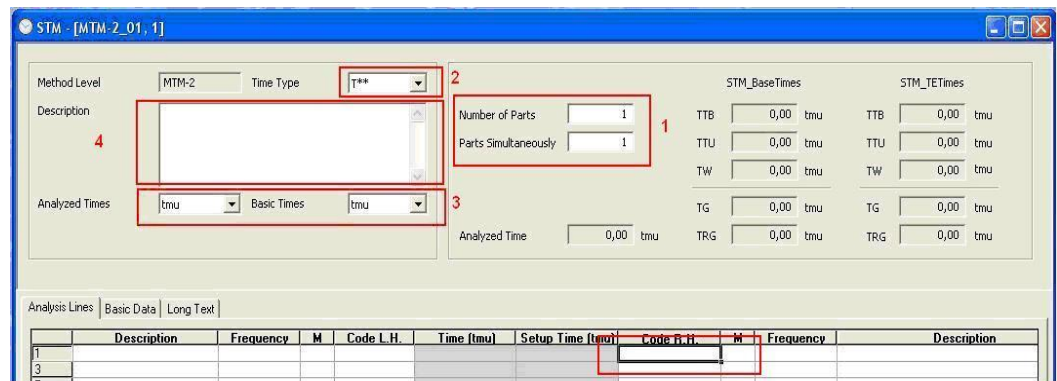 STM - [MTM-2_01, 1]
Method Level MTM-2 Time Type T** 2 STM_BaseTimes STM_TETimes
Description Number of Parts 1 TTB 0,00 tmu TTB 0,00 tmu
4 Parts Simultaneously 1 1 TTU 0,00 tmu TTU 0,00 tmu
TW 0,00 tmu TW 0,00 tmu
Analyzed Times tmu Basic Times tmu 3 TG 0,00 tmu TG 0,00 tmu
Analyzed Time 0,00 tmu TRG 0,00 tmu TRG 0,00 tmu
Analysis Lines Basic Data Long Text
Description Frequency M Code L.H. Time (tmu) Setup Time (tmu) Code R.H. M Frequency Description
1
3